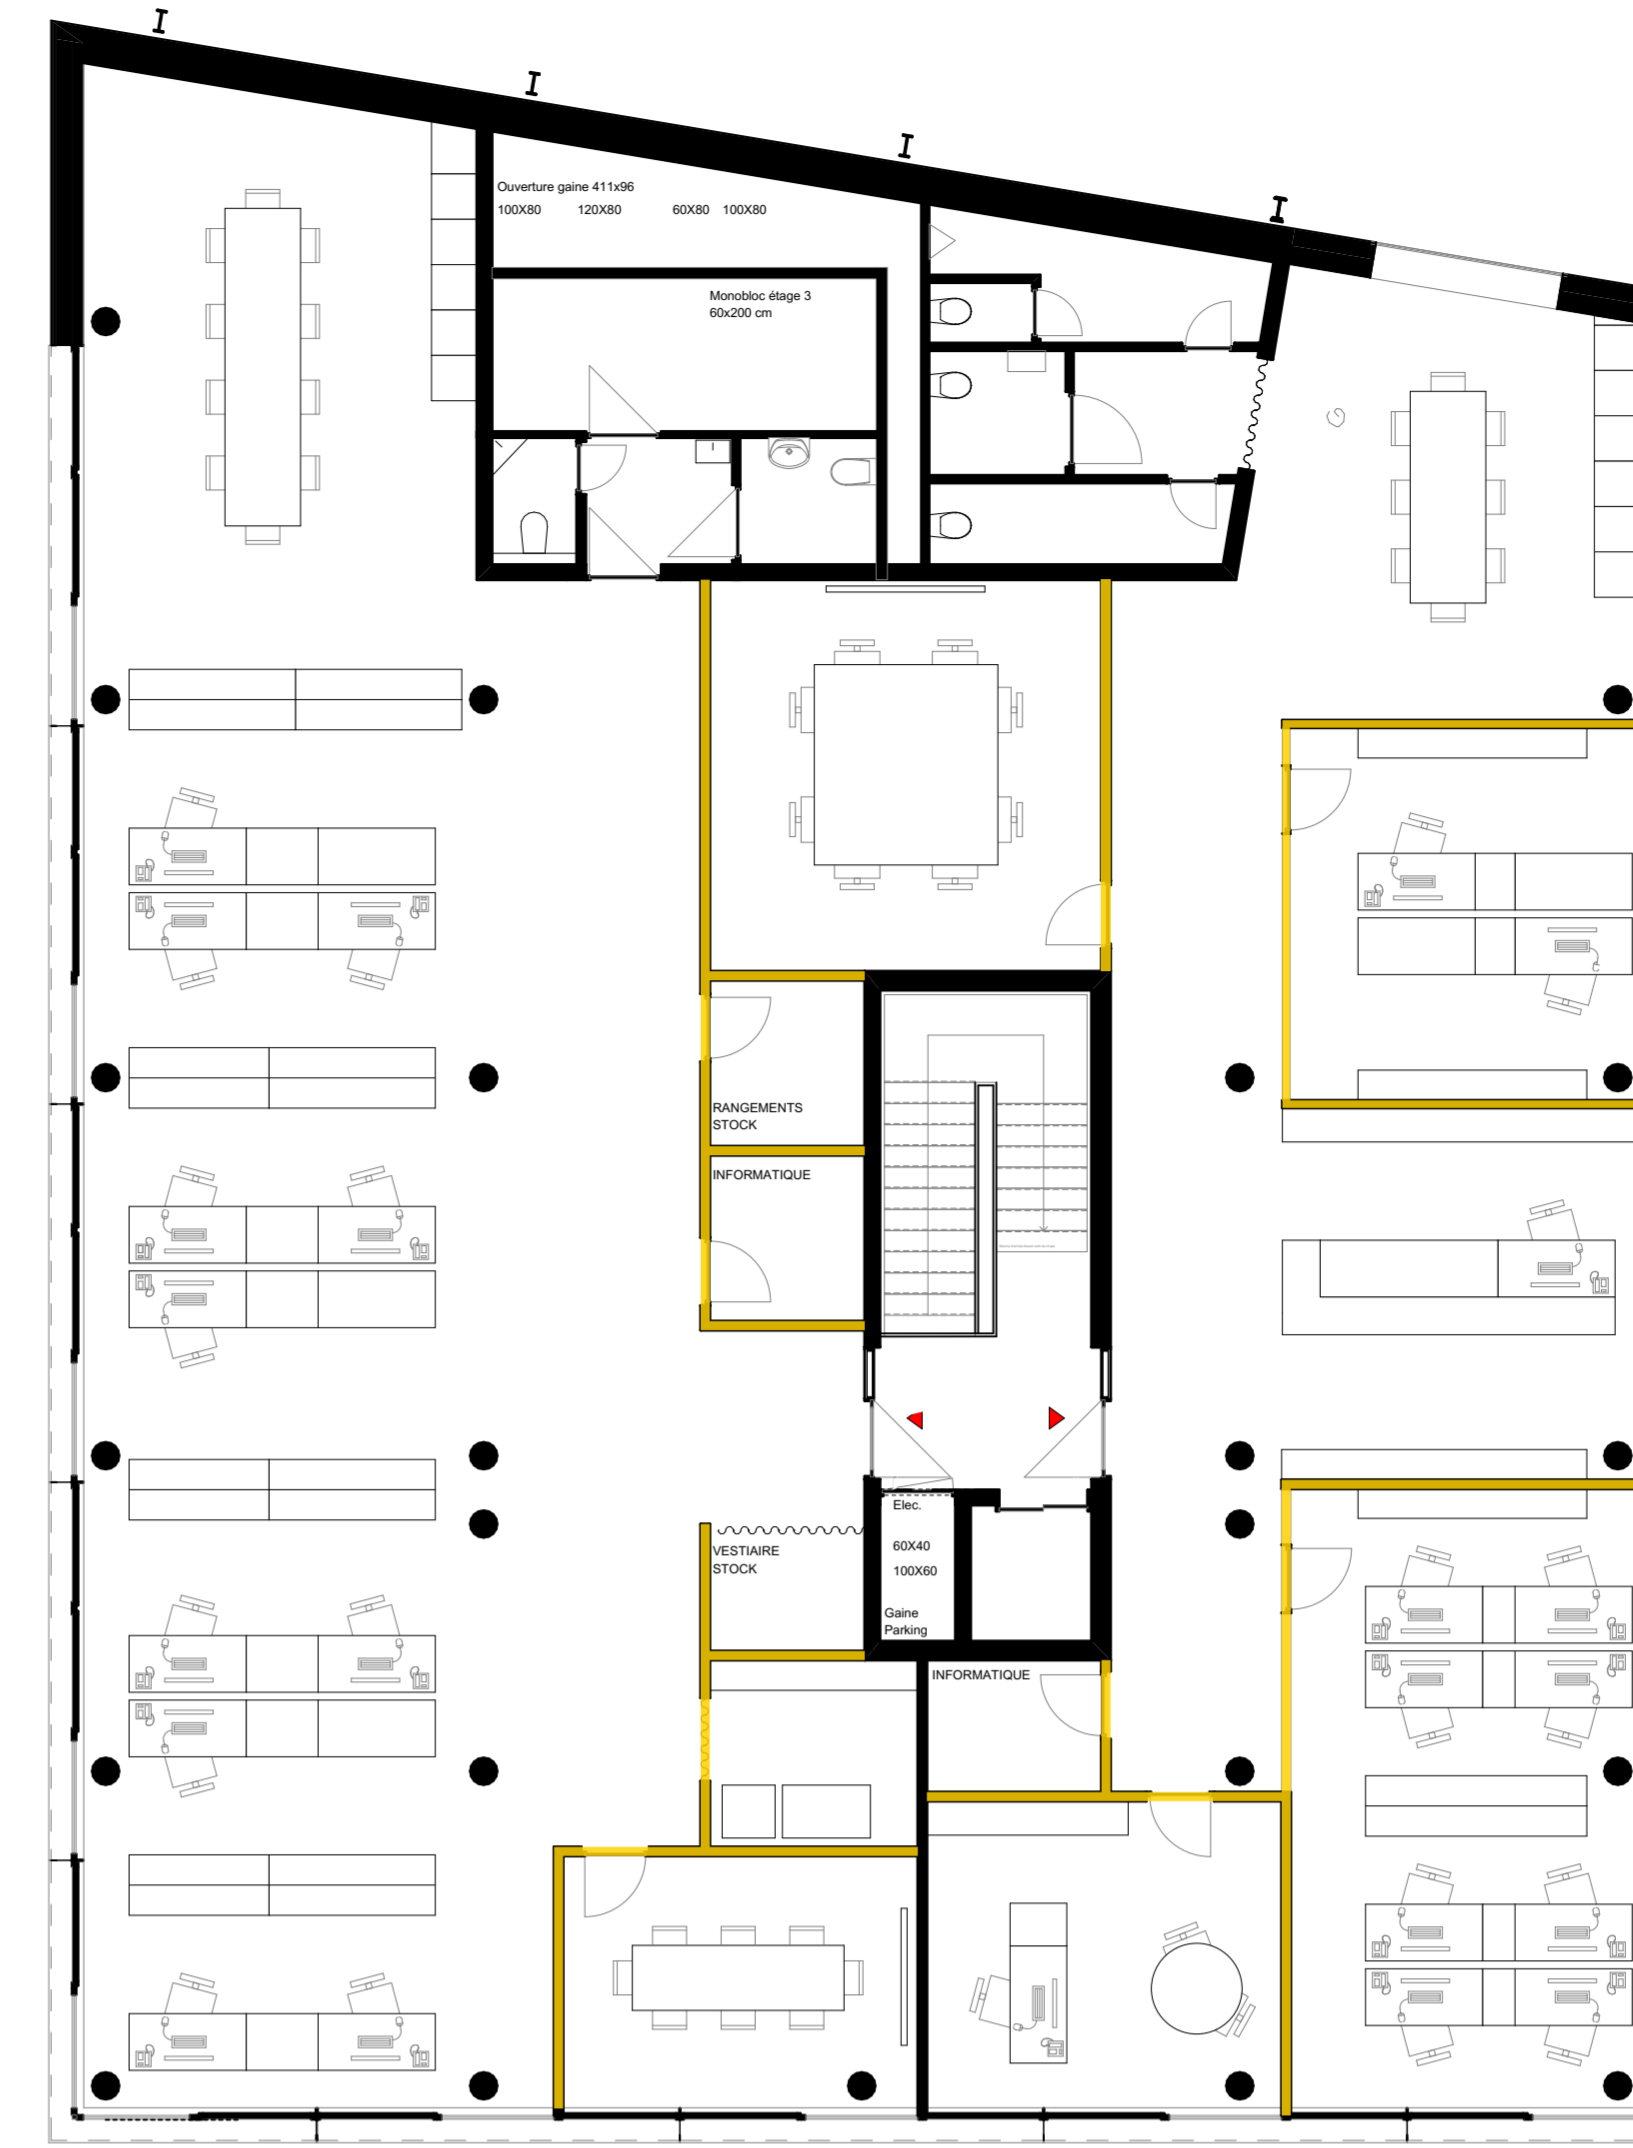 Ouverture gaine 411x96
100X80 120X80 60X80 100X80
Monobloc étage 3
60x200 cm
RANGEMENTS
STOCK
INFORMATIQUE
Elec.
60X40
100X60
Gaine
Parking
VESTIAIRE
STOCK
INFORMATIQUE